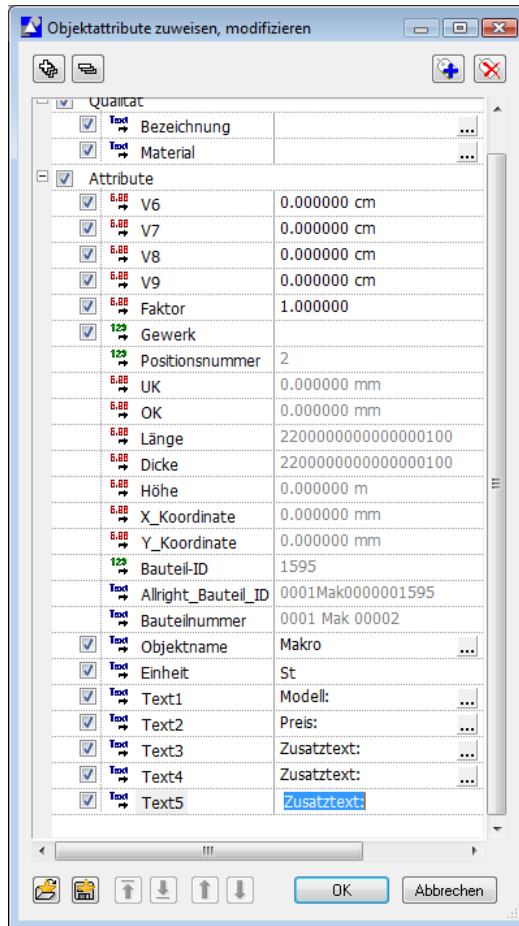 Objektattribute zuweisen, modifizieren
Qualität
Text Bezeichnung ...
Text Material ...
Attribute
6.88 V6 0.000000 cm
6.88 V7 0.000000 cm
6.88 V8 0.000000 cm
6.88 V9 0.000000 cm
6.88 Faktor 1.000000
123 Gewerk
123 Positionsnummer 2
6.88 UK 0.000000 mm
6.88 OK 0.000000 mm
6.88 Länge 2200000000000000100
6.88 Dicke 2200000000000000100
6.88 Höhe 0.000000 m
6.88 X_Koordinate 0.000000 mm
6.88 Y_Koordinate 0.000000 mm
123 Bauteil-ID 1595
Text Allright_Bauteil_ID 0001Mak0000001595
Text Bauteilnummer 0001 Mak 00002
Text Objektname Makro ...
Text Einheit St
Text Text1 Modell: ...
Text Text2 Preis: ...
Text Text3 Zusatztext: ...
Text Text4 Zusatztext: ...
Text Text5 Zusatztext:
OK Abbrechen